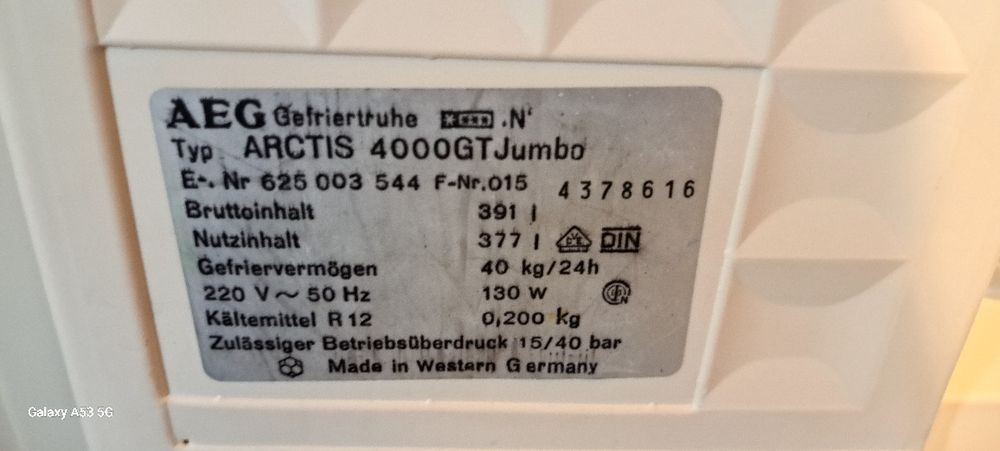 AEG Gefriertruhe **** .N'
Typ ARCTIS 4000GTJumbo
E-. Nr 625 003 544 F-Nr.015 4378616
Bruttoinhalt 391 l
Nutzinhalt 377 l DVE DIN
Gefriervermögen 40 kg/24h
220 V ~ 50 Hz 130 W N
Kältemittel R 12 0,200 kg
Zulässiger Betriebsüberdruck 15/40 bar
Made in Western Germany
Galaxy A53 5G